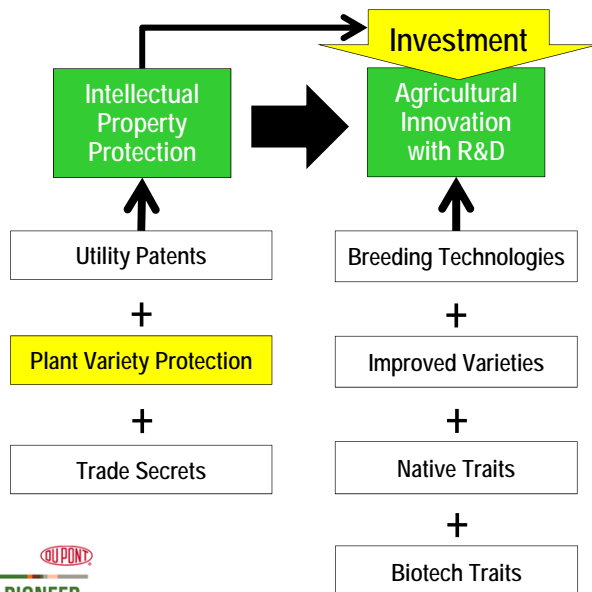 Investment
Intellectual
Property
Protection
Agricultural
Innovation
with R&D
Utility Patents
+
Plant Variety Protection
+
Trade Secrets
Breeding Technologies
+
Improved Varieties
+
Native Traits
+
Biotech Traits
DUPONT
PIONEER